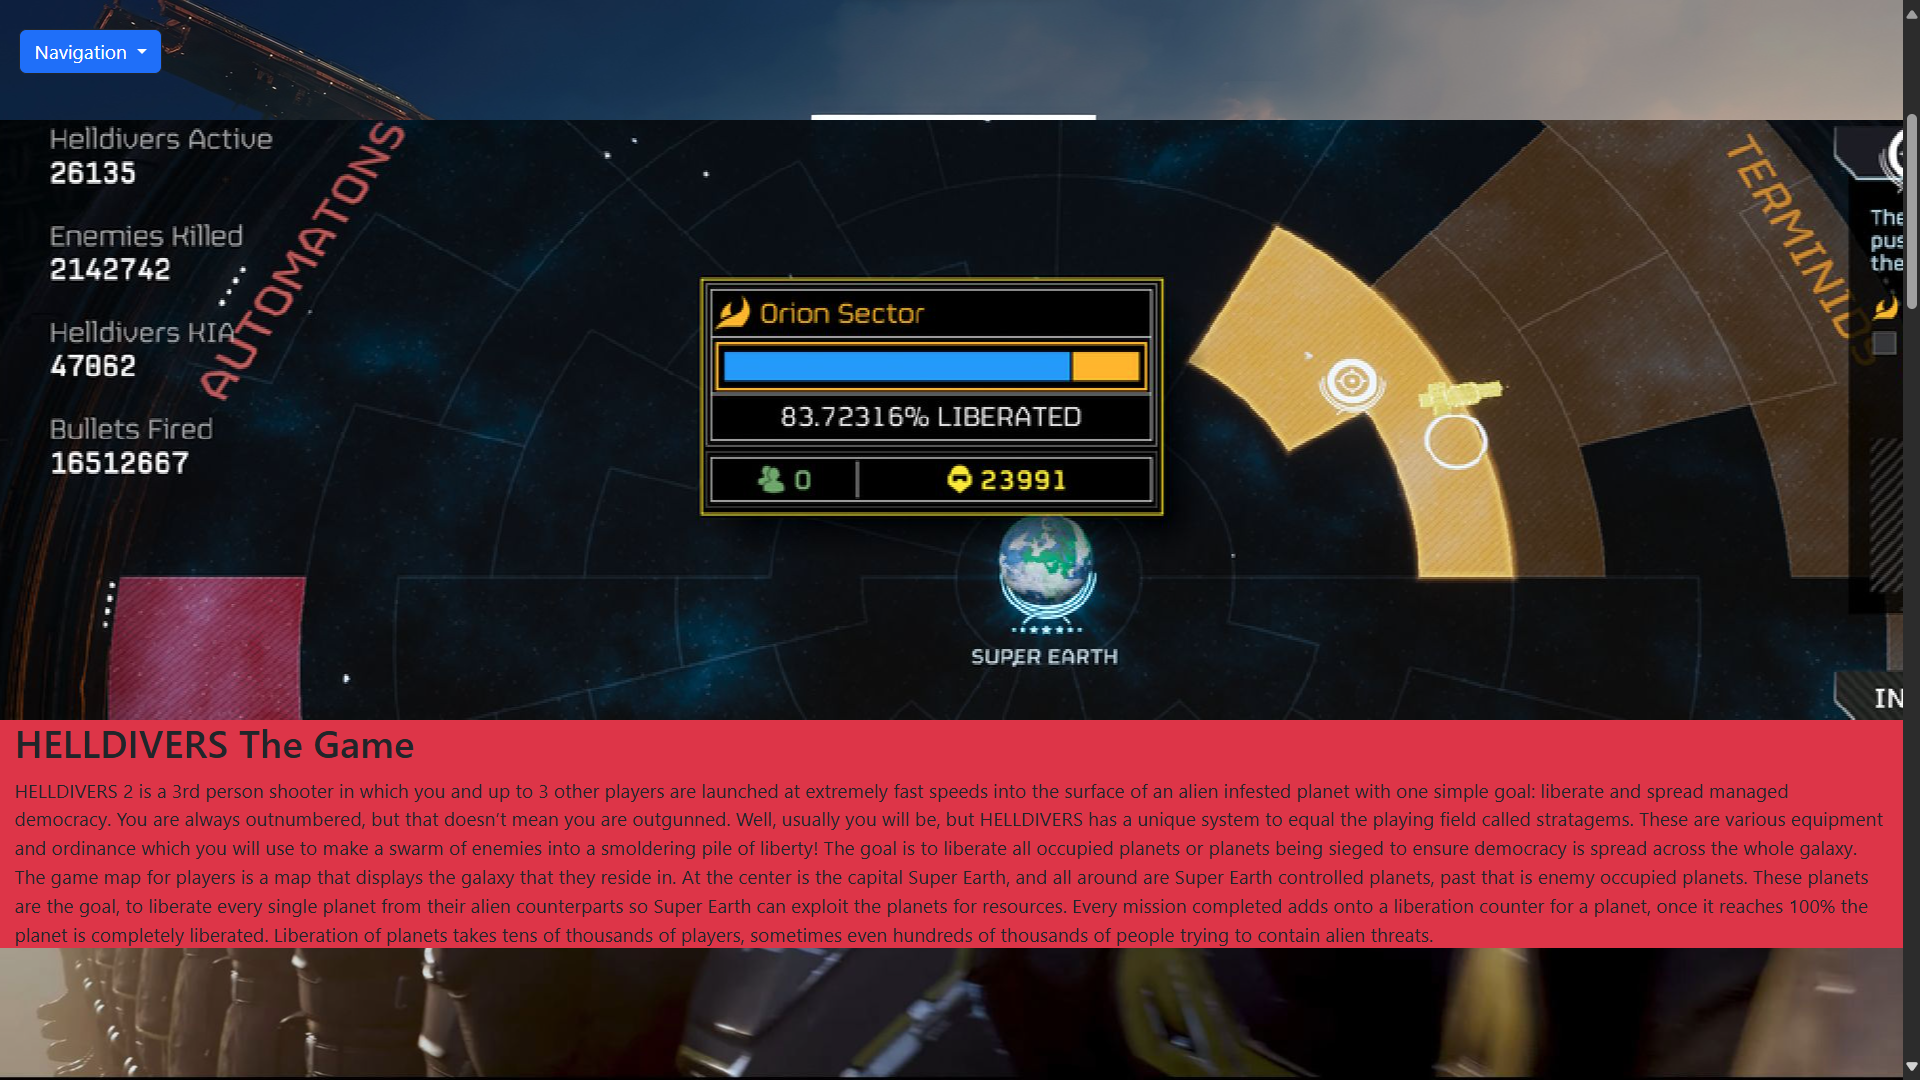 Navigation
Helldivers Active
26135
Enemies Killed
2142742
Helldivers KIA
47062
Bullets Fired
16512667
AUTOMATONS
Orion Sector
83.72316% LIBERATED
0
23991
SUPER EARTH
TERMINIDS
The
pus
the
IN
HELLDIVERS The Game
HELLDIVERS 2 is a 3rd person shooter in which you and up to 3 other players are launched at extremely fast speeds into the surface of an alien infested planet with one simple goal: liberate and spread managed
democracy. You are always outnumbered, but that doesn’t mean you are outgunned. Well, usually you will be, but HELLDIVERS has a unique system to equal the playing field called stratagems. These are various equipment
and ordinance which you will use to make a swarm of enemies into a smoldering pile of liberty! The goal is to liberate all occupied planets or planets being sieged to ensure democracy is spread across the whole galaxy.
The game map for players is a map that displays the galaxy that they reside in. At the center is the capital Super Earth, and all around are Super Earth controlled planets, past that is enemy occupied planets. These planets
are the goal, to liberate every single planet from their alien counterparts so Super Earth can exploit the planets for resources. Every mission completed adds onto a liberation counter for a planet, once it reaches 100% the
planet is completely liberated. Liberation of planets takes tens of thousands of players, sometimes even hundreds of thousands of people trying to contain alien threats.